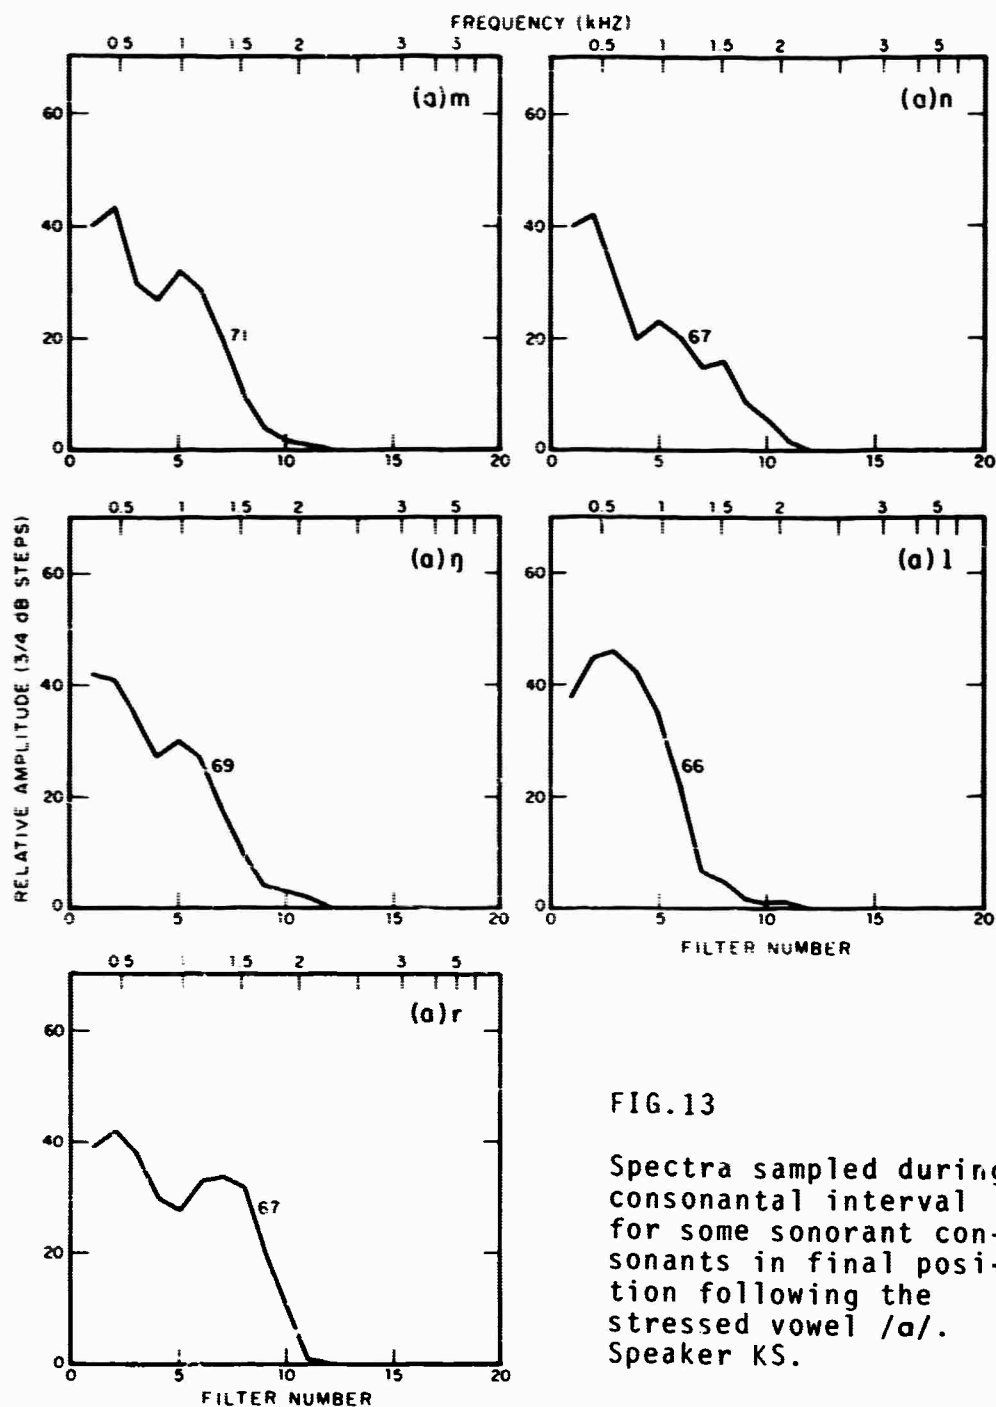 FREQUENCY (kHZ)
0.5 1 1.5 2 3 5
0.5 1 1.5 2 3 5
(a)m
(a)n
60
40
20
0
71
60
40
20
0
67
0 5 10 15 20
0 5 10 15 20
0.5 1 1.5 2 3 5
0.5 1 1.5 2 3 5
RELATIVE AMPLITUDE (3/4 dB STEPS)
(a)η
(a)l
60
40
20
0
69
60
40
20
0
66
0 5 10 15 20
0 5 10 15 20
FILTER NUMBER
0.5 1.5 2 3 5
(a)r
60
40
20
0
67
0 5 10 15 20
FILTER NUMBER
FIG.13
Spectra sampled during
consonantal interval
for some sonorant con-
sonants in final posi-
tion following the
stressed vowel /a/.
Speaker KS.